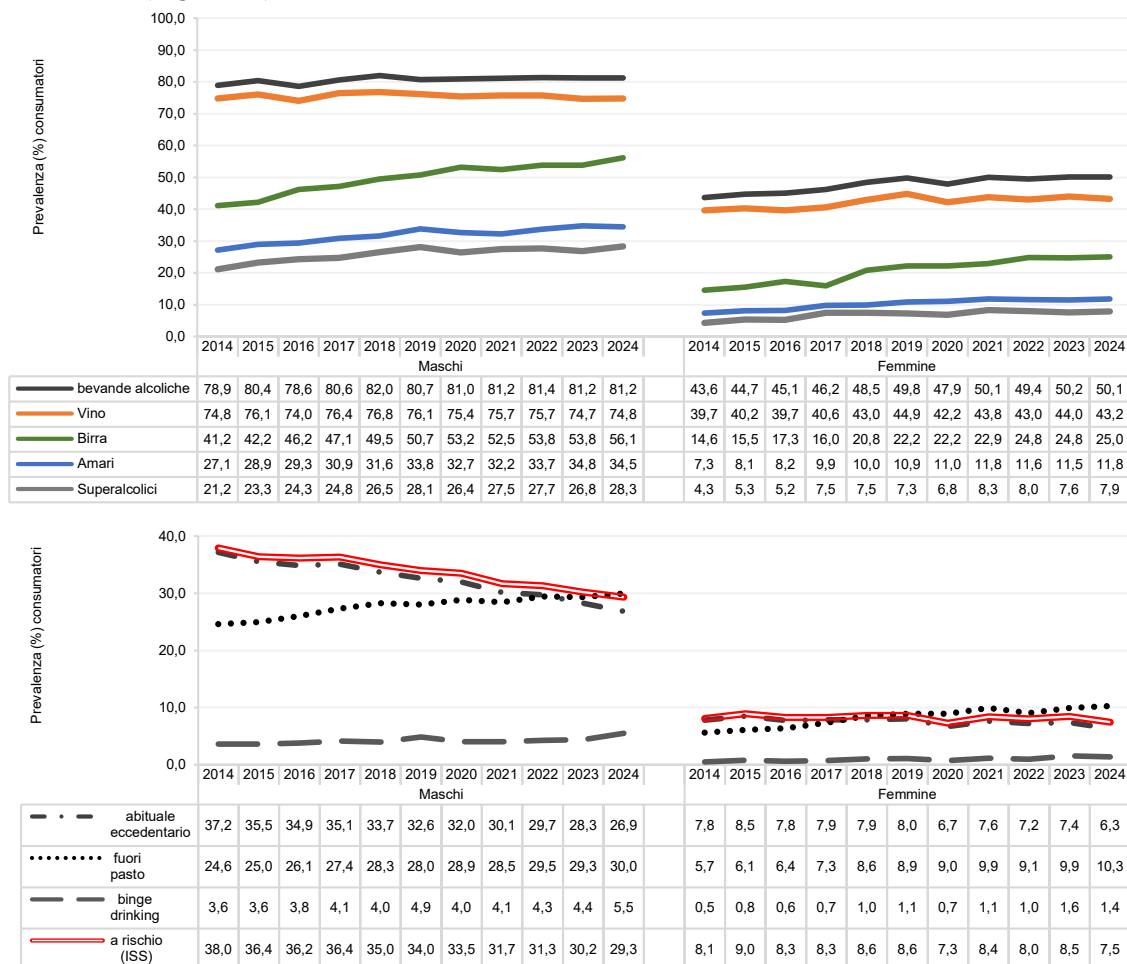 Prevalenza (%) consumatori
100,0
90,0
80,0
70,0
60,0
50,0
40,0
30,0
20,0
10,0
0,0
2014 2015 2016 2017 2018 2019 2020 2021 2022 2023 2024 2014 2015 2016 2017 2018 2019 2020 2021 2022 2023 2024
Maschi Femmine
bevande alcoliche 78,9 80,4 78,6 80,6 82,0 80,7 81,0 81,2 81,4 81,2 81,2 43,6 44,7 45,1 46,2 48,5 49,8 47,9 50,1 49,4 50,2 50,1
Vino 74,8 76,1 74,0 76,4 76,8 76,1 75,4 75,7 75,7 74,7 74,8 39,7 40,2 39,7 40,6 43,0 44,9 42,2 43,8 43,0 44,0 43,2
Birra 41,2 42,2 46,2 47,1 49,5 50,7 53,2 52,5 53,8 53,8 56,1 14,6 15,5 17,3 16,0 20,8 22,2 22,2 22,9 24,8 24,8 25,0
Amari 27,1 28,9 29,3 30,9 31,6 33,8 32,7 32,2 33,7 34,8 34,5 7,3 8,1 8,2 9,9 10,0 10,9 11,0 11,8 11,6 11,5 11,8
Superalcolici 21,2 23,3 24,3 24,8 26,5 28,1 26,4 27,5 27,7 26,8 28,3 4,3 5,3 5,2 7,5 7,5 7,3 6,8 8,3 8,0 7,6 7,9
Prevalenza (%) consumatori
40,0
30,0
20,0
10,0
0,0
2014 2015 2016 2017 2018 2019 2020 2021 2022 2023 2024 2014 2015 2016 2017 2018 2019 2020 2021 2022 2023 2024
Maschi Femmine
abituale
eccedentario 37,2 35,5 34,9 35,1 33,7 32,6 32,0 30,1 29,7 28,3 26,9 7,8 8,5 7,8 7,9 7,9 8,0 6,7 7,6 7,2 7,4 6,3
fuori
pasto 24,6 25,0 26,1 27,4 28,3 28,0 28,9 28,5 29,5 29,3 30,0 5,7 6,1 6,4 7,3 8,6 8,9 9,0 9,9 9,1 9,9 10,3
binge
drinking 3,6 3,6 3,8 4,1 4,0 4,9 4,0 4,1 4,3 4,4 5,5 0,5 0,8 0,6 0,7 1,0 1,1 0,7 1,1 1,0 1,6 1,4
a rischio
(ISS) 38,0 36,4 36,2 36,4 35,0 34,0 33,5 31,7 31,3 30,2 29,3 8,1 9,0 8,3 8,3 8,6 8,6 7,3 8,4 8,0 8,5 7,5